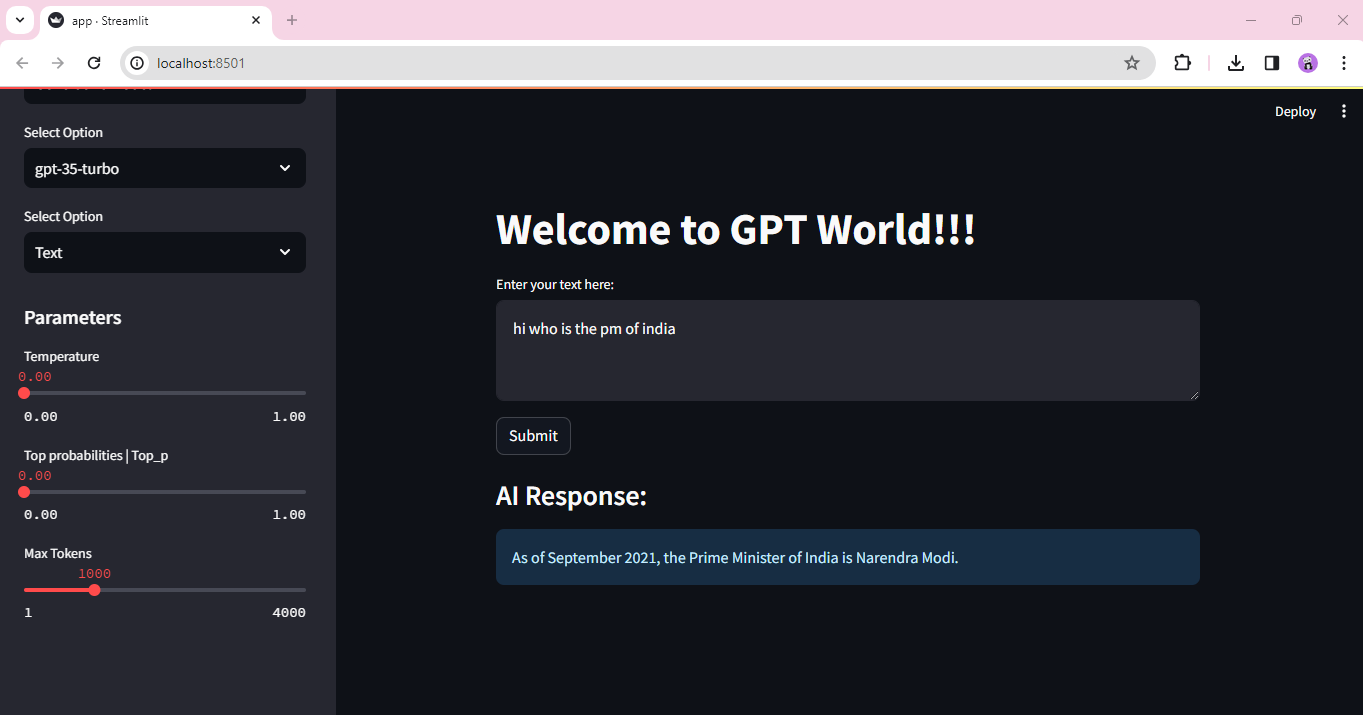 app · Streamlit
localhost:8501
Deploy
Select Option
gpt-35-turbo
Select Option
Text
Parameters
Temperature
0.00
0.00 1.00
Top probabilities | Top_p
0.00
0.00 1.00
Max Tokens
1000
1 4000
Welcome to GPT World!!!
Enter your text here:
hi who is the pm of india
Submit
AI Response:
As of September 2021, the Prime Minister of India is Narendra Modi.